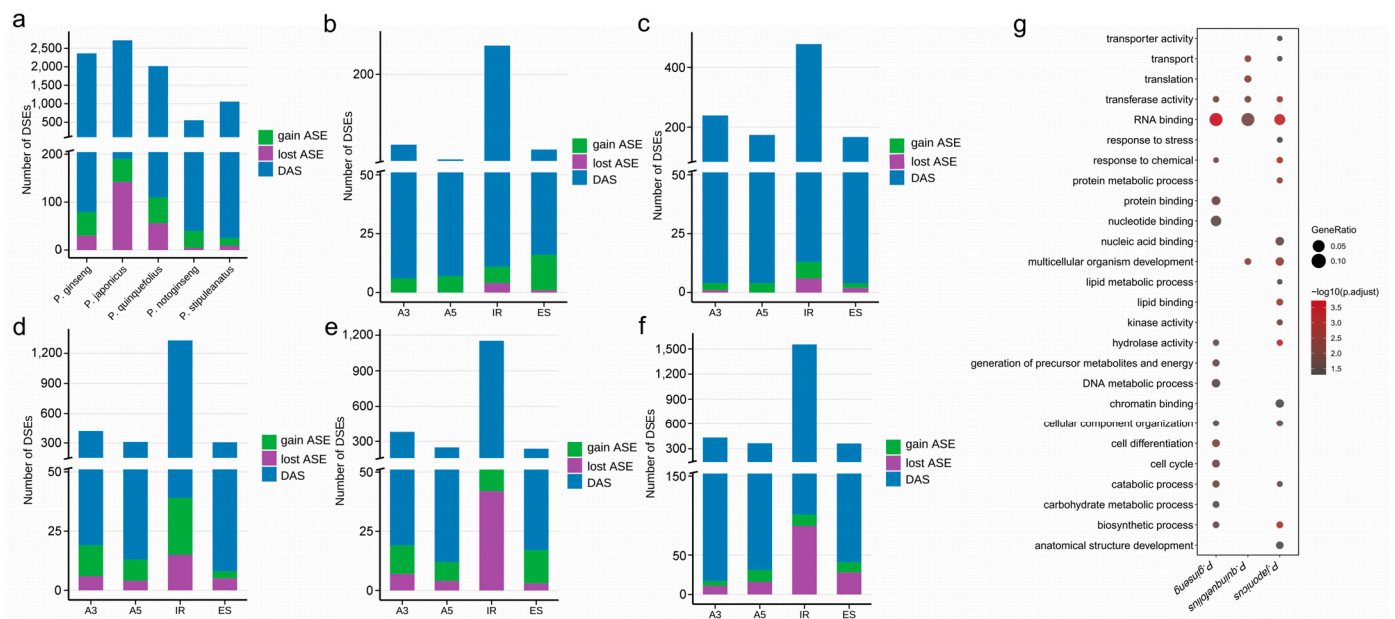 a
Number of DSEs
2,500
2,000
1,500
1,000
500
200
100
0
P. ginseng
P. japonicus
P. quinquefolius
P. notoginseng
P. stipuleanatus
gain ASE
lost ASE
DAS
b
200
50
25
0
A3 A5 IR ES
gain ASE
lost ASE
DAS
c
Number of DSEs
400
200
50
25
0
A3 A5 IR ES
gain ASE
lost ASE
DAS
d
Number of DSEs
1,200
900
600
300
50
25
0
A3 A5 IR ES
gain ASE
lost ASE
DAS
e
Number of DSEs
1,200
900
600
300
50
25
0
A3 A5 IR ES
gain ASE
lost ASE
DAS
f
Number of DSEs
1,500
1,200
900
600
300
150
50
0
A3 A5 IR ES
gain ASE
lost ASE
DAS
g
transporter activity
transport
translation
transferase activity
RNA binding
response to stress
response to chemical
protein metabolic process
protein binding
nucleotide binding
nucleic acid binding
multicellular organism development
lipid metabolic process
lipid binding
kinase activity
hydrolase activity
generation of precursor metabolites and energy
DNA metabolic process
chromatin binding
cellular component organization
cell differentiation
cell cycle
catabolic process
carbohydrate metabolic process
biosynthetic process
anatomical structure development
P.ginseng
P.quinquefolius
P.japonicus
GeneRatio
0.05
0.10
−log10(p.adjust)
3.5
3.0
2.5
2.0
1.5